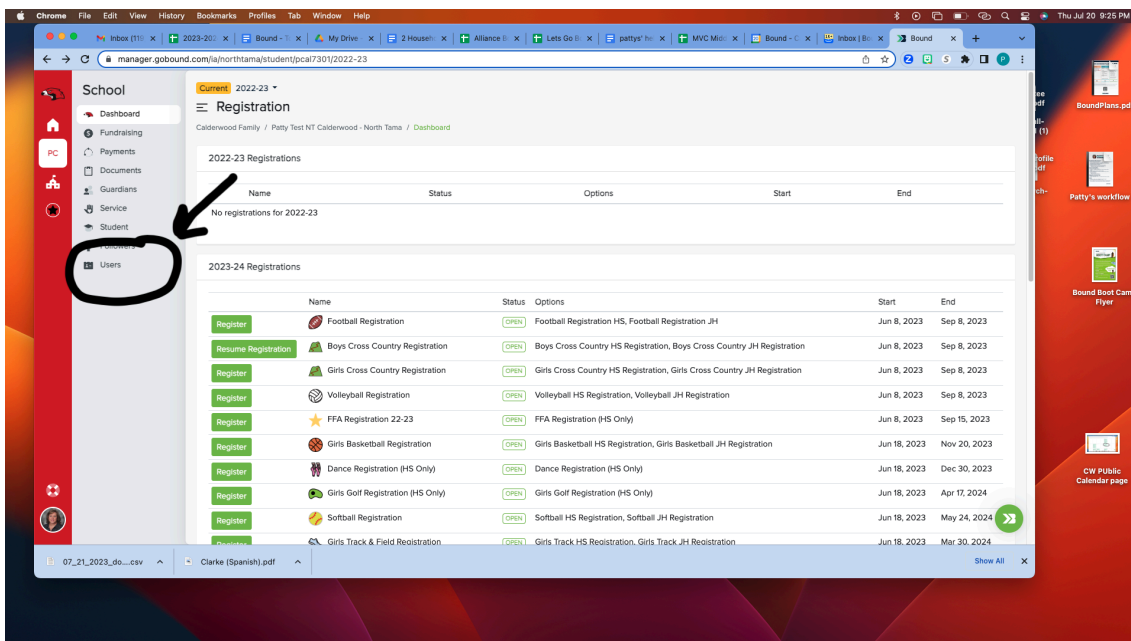 Chrome File Edit View History Bookmarks Profiles Tab Window Help Thu Jul 20 9:25 PM
Inbox (116 2023-202 Bound - T My Drive 2 Househo Alliance B Lets Go B pattys' he MVC Midd Bound - C Inbox | Bo Bound
manager.gobound.com/ia/northtama/student/pcal7301/2022-23
School
Dashboard
Fundraising
Payments
Documents
Guardians
Service
Student
Followers
Users
PC
Current 2022-23
Registration
Calderwood Family / Patty Test NT Calderwood - North Tama / Dashboard
2022-23 Registrations
Name Status Options Start End
No registrations for 2022-23
2023-24 Registrations
Name Status Options Start End
Register Football Registration OPEN Football Registration HS, Football Registration JH Jun 8, 2023 Sep 8, 2023
Resume Registration Boys Cross Country Registration OPEN Boys Cross Country HS Registration, Boys Cross Country JH Registration Jun 8, 2023 Sep 8, 2023
Register Girls Cross Country Registration OPEN Girls Cross Country HS Registration, Girls Cross Country JH Registration Jun 8, 2023 Sep 8, 2023
Register Volleyball Registration OPEN Volleyball HS Registration, Volleyball JH Registration Jun 8, 2023 Sep 8, 2023
Register FFA Registration 22-23 OPEN FFA Registration (HS Only) Jun 8, 2023 Sep 15, 2023
Register Girls Basketball Registration OPEN Girls Basketball HS Registration, Girls Basketball JH Registration Jun 18, 2023 Nov 20, 2023
Register Dance Registration (HS Only) OPEN Dance Registration (HS Only) Jun 18, 2023 Dec 30, 2023
Register Girls Golf Registration (HS Only) OPEN Girls Golf Registration (HS Only) Jun 18, 2023 Apr 17, 2024
Register Softball Registration OPEN Softball HS Registration, Softball JH Registration Jun 18, 2023 May 24, 2024
Register Girls Track & Field Registration OPEN Girls Track HS Registration, Girls Track JH Registration Jun 18, 2023 Mar 30, 2024
07_21_2023_do....csv Clarke (Spanish).pdf Show All
BoundPlans.pd
Patty's workflow
Bound Boot Cam
Flyer
CW PUblic
Calendar page